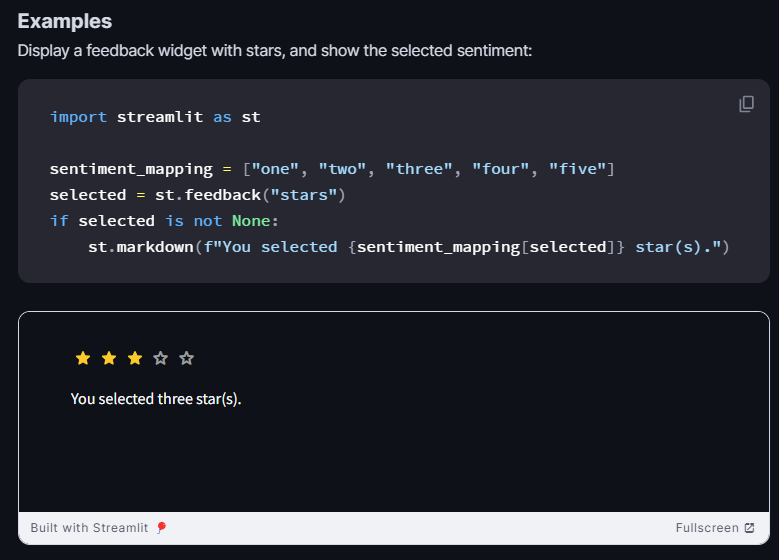 Examples
Display a feedback widget with stars, and show the selected sentiment:
import streamlit as st
sentiment_mapping = ["one", "two", "three", "four", "five"]
selected = st.feedback("stars")
if selected is not None:
    st.markdown(f"You selected {sentiment_mapping[selected]} star(s).")
You selected three star(s).
Built with Streamlit 🎈
Fullscreen